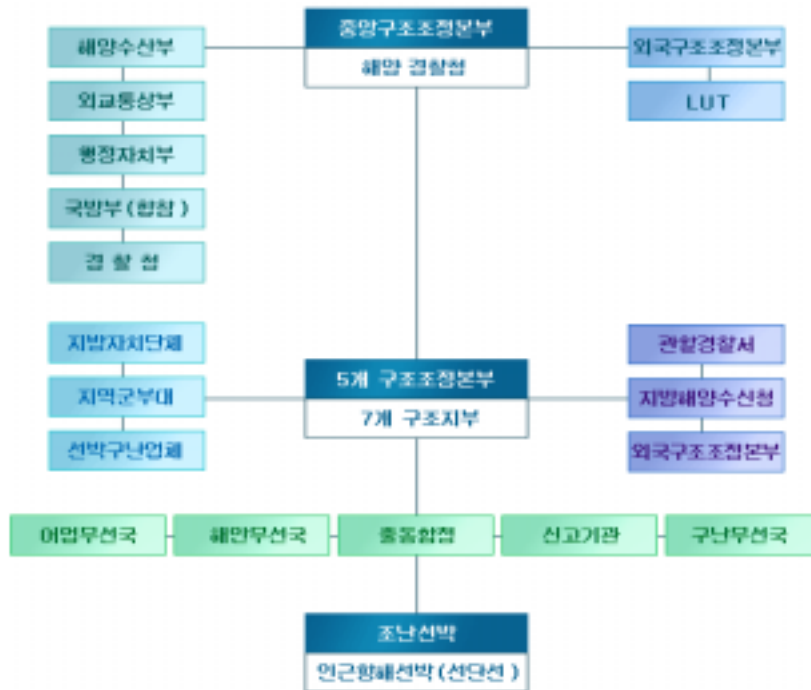 중앙구조조정본부
해양 경찰청
해양수산부
외교통상부
행정자치부
국방부 (합참)
경 찰 청
외국구조조정본부
LUT
지방자치단체
지역군부대
선박구난업체
5개 구조조정본부
7개 구조지부
관할경찰서
지방해양수산청
외국구조조정본부
어업무선국
해안무선국
출동함정
신고기관
구난무선국
조난선박
인근항해선박 (선단선)